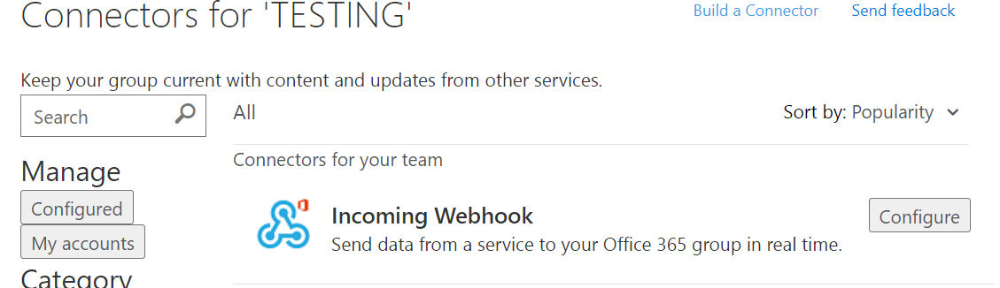 Connectors for 'TESTING'
Build a Connector
Send feedback
Keep your group current with content and updates from other services.
Search
All
Sort by: Popularity
Manage
Configured
My accounts
Category
Connectors for your team
Incoming Webhook
Send data from a service to your Office 365 group in real time.
Configure